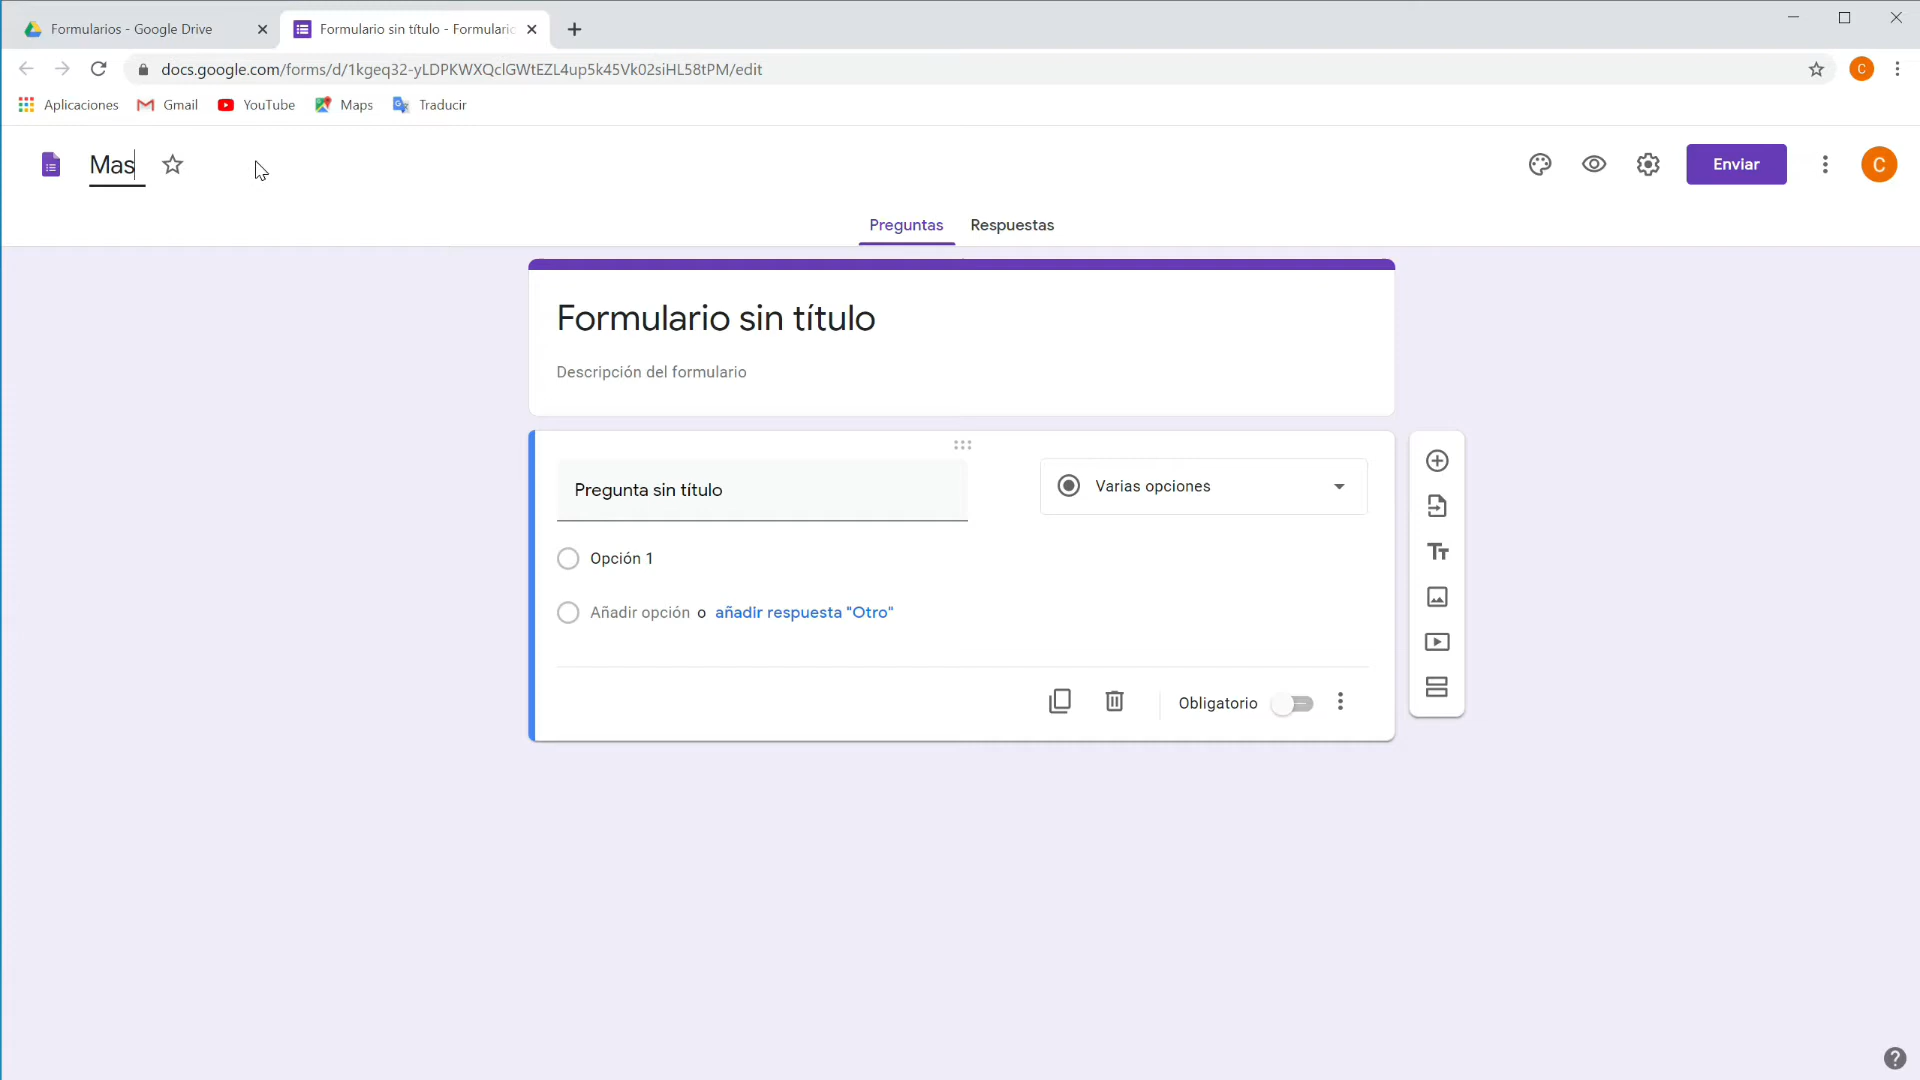 Formularios - Google Drive
Formulario sin título - Formulario
docs.google.com/forms/d/1kgeq32-yLDPKWXQclGWtEZL4up5k45Vk02siHL58tPM/edit
C
Aplicaciones Gmail YouTube Maps Traducir
Mas
Enviar
C
Preguntas Respuestas
Formulario sin título
Descripción del formulario
Pregunta sin título
Varias opciones
Opción 1
Añadir opción o añadir respuesta "Otro"
Obligatorio